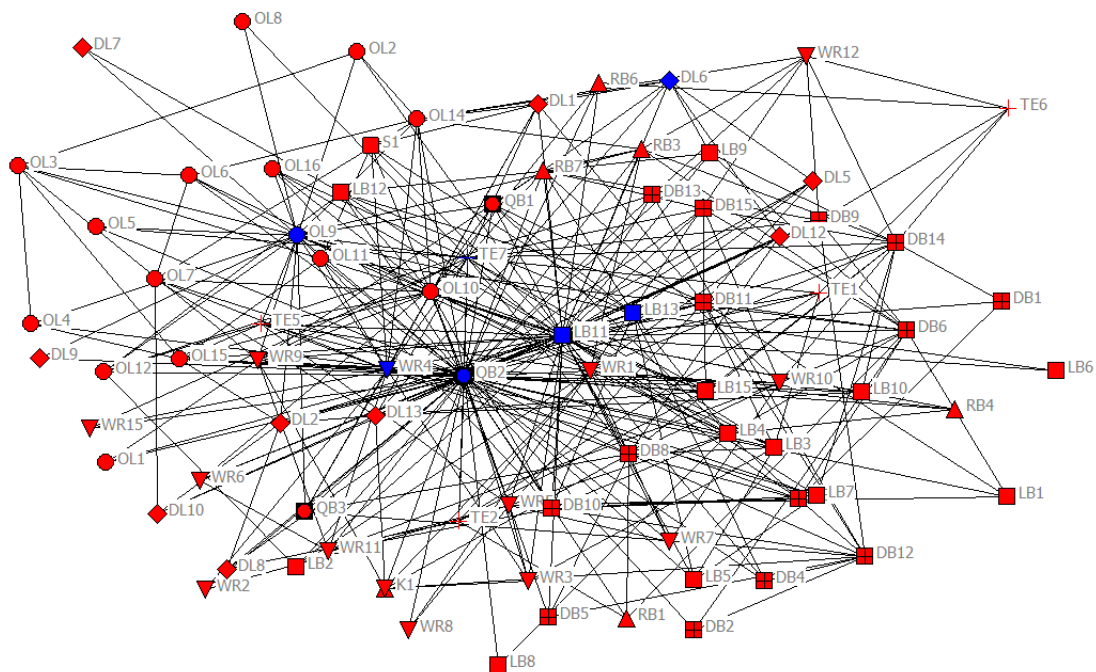 OL8
DL7
OL2
WR12
RB6
DL6
DL1
TE6
OL14
S1
RB3
LB9
OL3
OL6
OL16
RB7
DL5
LB12
DB13
QB1
DB15
DB9
OL5
OL9
DL12
DB14
OL11
TE7
OL7
OL10
TE1
DB11
DB1
LB13
OL4
TE5
DB6
LB11
DL9
OL15
WR9
OL12
WR4
QB2
WR1
LB6
WR10
LB15
LB10
RB4
WR15
DL13
DL2
LB4
LB3
DB8
OL1
WR6
LB7
LB1
WR5
DB10
DL10
QB3
TE2
WR7
WR11
DB12
LB2
DL8
WR3
LB5
DB4
WR2
K1
DB5
RB1
WR8
DB2
LB8